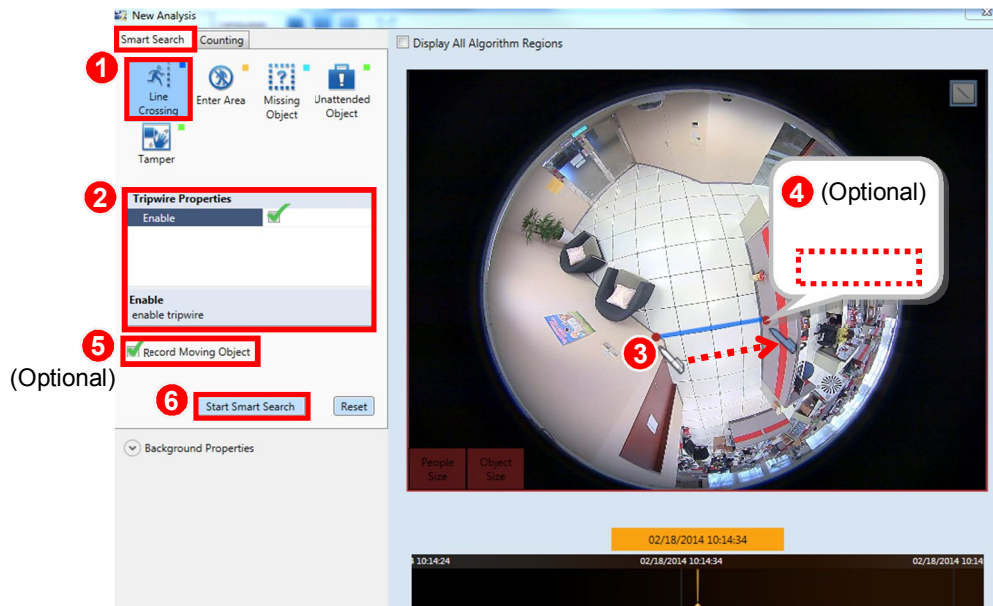 New Analysis
Smart Search
Counting
Display All Algorithm Regions
1
Line
Crossing
Enter Area
Missing
Object
Unattended
Object
Tamper
2
Tripwire Properties
Enable
Enable
enable tripwire
5
Record Moving Object
(Optional)
6
Start Smart Search
Reset
Background Properties
4 (Optional)
3
People
Size
Object
Size
02/18/2014 10:14:34
10:14:24
02/18/2014 10:14:34
02/18/2014 10:14